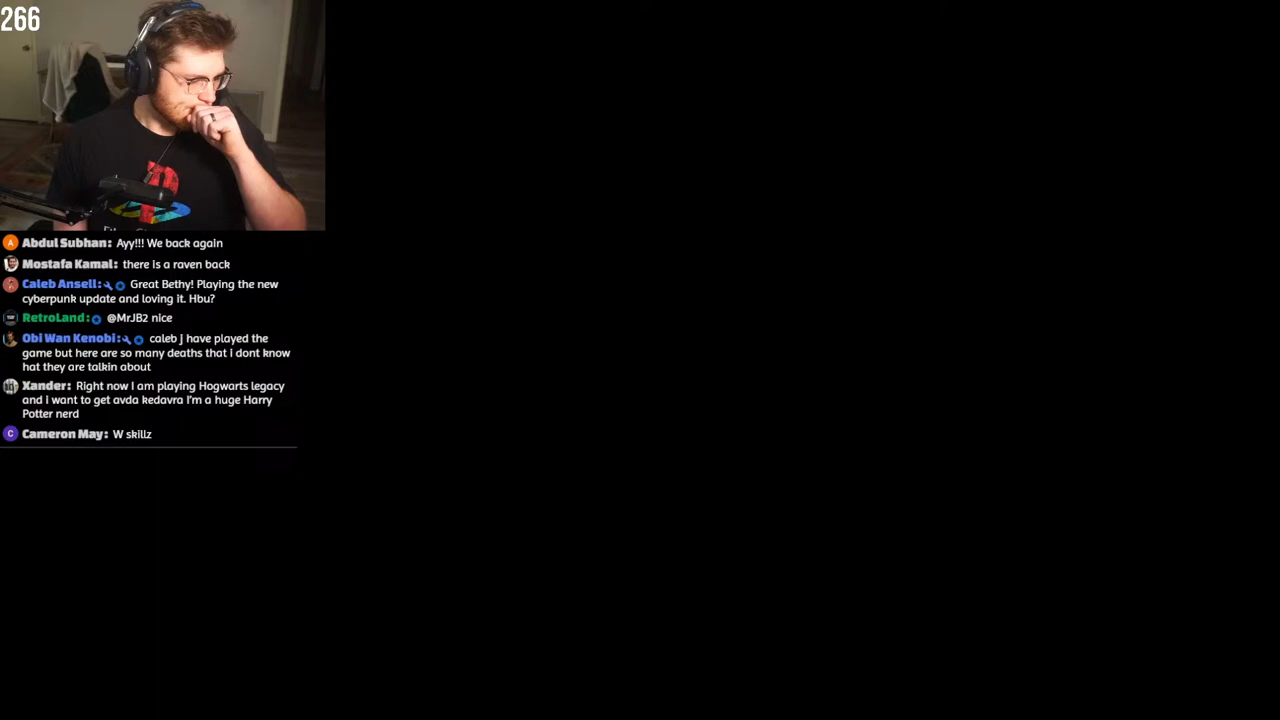 266
Abdul Subhan: Ayy!!! We back again
Mostafa Kamal: there is a raven back
Caleb Ansell: Great Bethy! Playing the new
cyberpunk update and loving it. Hbu?
RetroLand: @MrJB2 nice
Obi Wan Kenobi: caleb j have played the
game but here are so many deaths that i dont know
hat they are talkin about
Xander: Right now I am playing Hogwarts legacy
and i want to get avda kedavra I'm a huge Harry
Potter nerd
Cameron May: W skillz